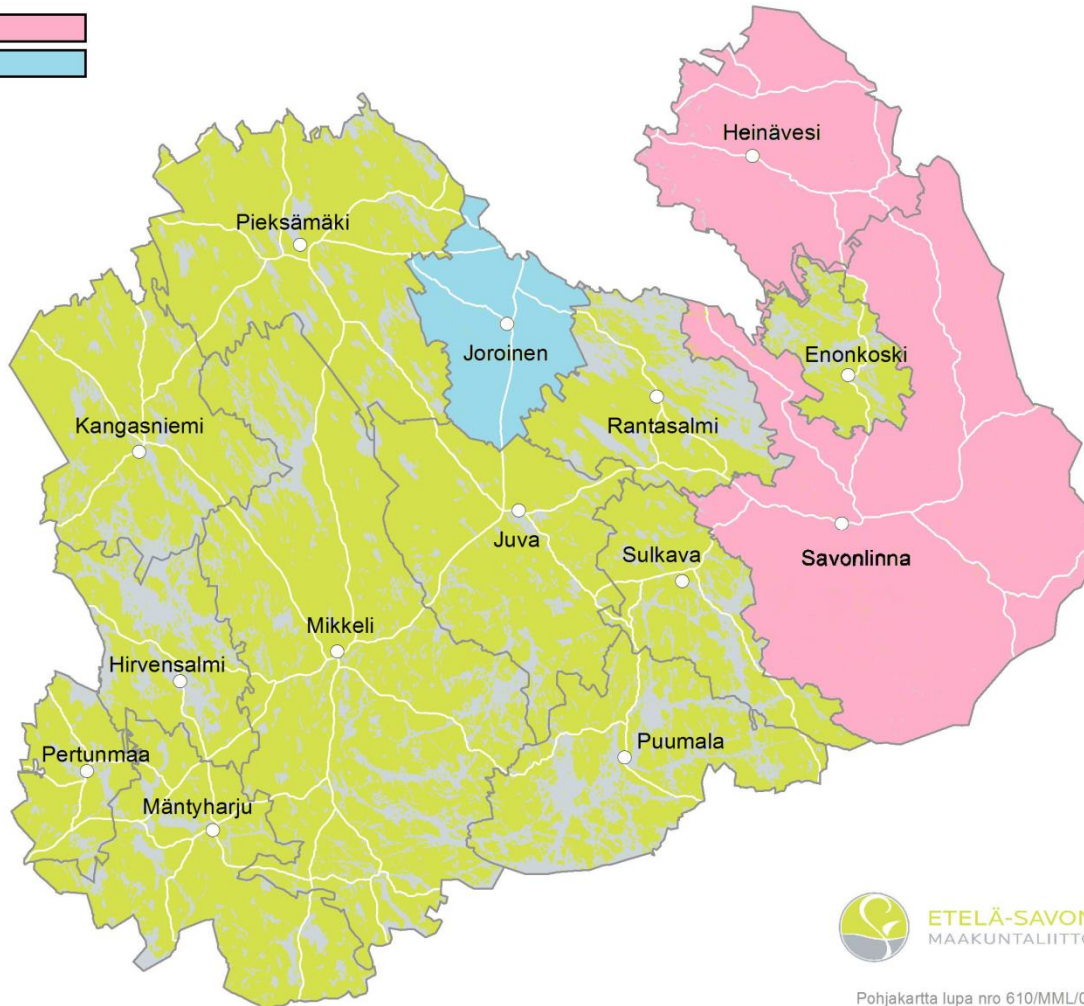 Heinävesi
Pieksämäki
Joroinen
Enonkoski
Kangasniemi
Rantasalmi
Juva
Sulkava
Savonlinna
Mikkeli
Hirvensalmi
Pertunmaa
Puumala
Mäntyharju
ETELÄ-SAVON
MAAKUNTALIITTO
Pohjakartta lupa nro 610/MML/0